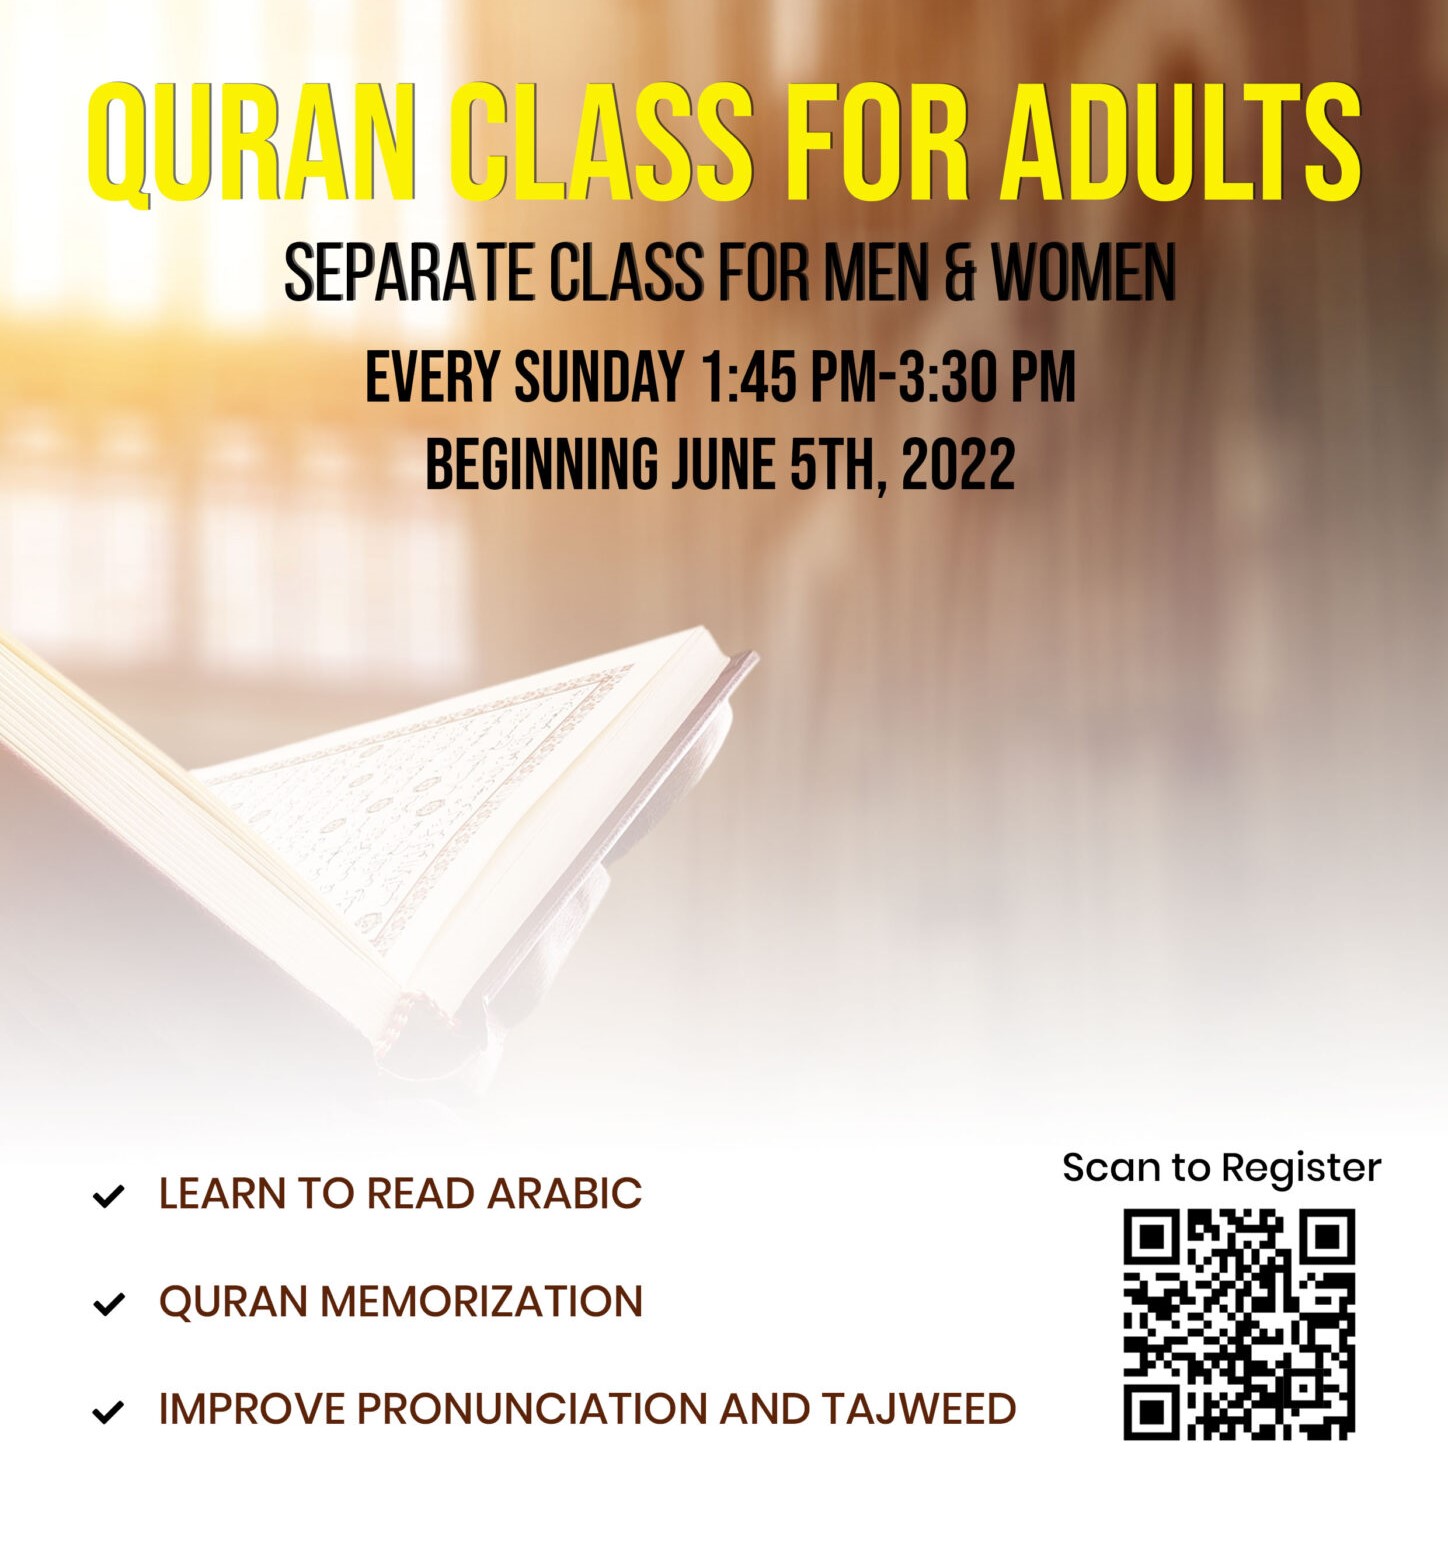 QURAN CLASS FOR ADULTS
SEPARATE CLASS FOR MEN & WOMEN
EVERY SUNDAY 1:45 PM-3:30 PM
BEGINNING JUNE 5TH, 2022
Scan to Register
LEARN TO READ ARABIC
QURAN MEMORIZATION
IMPROVE PRONUNCIATION AND TAJWEED